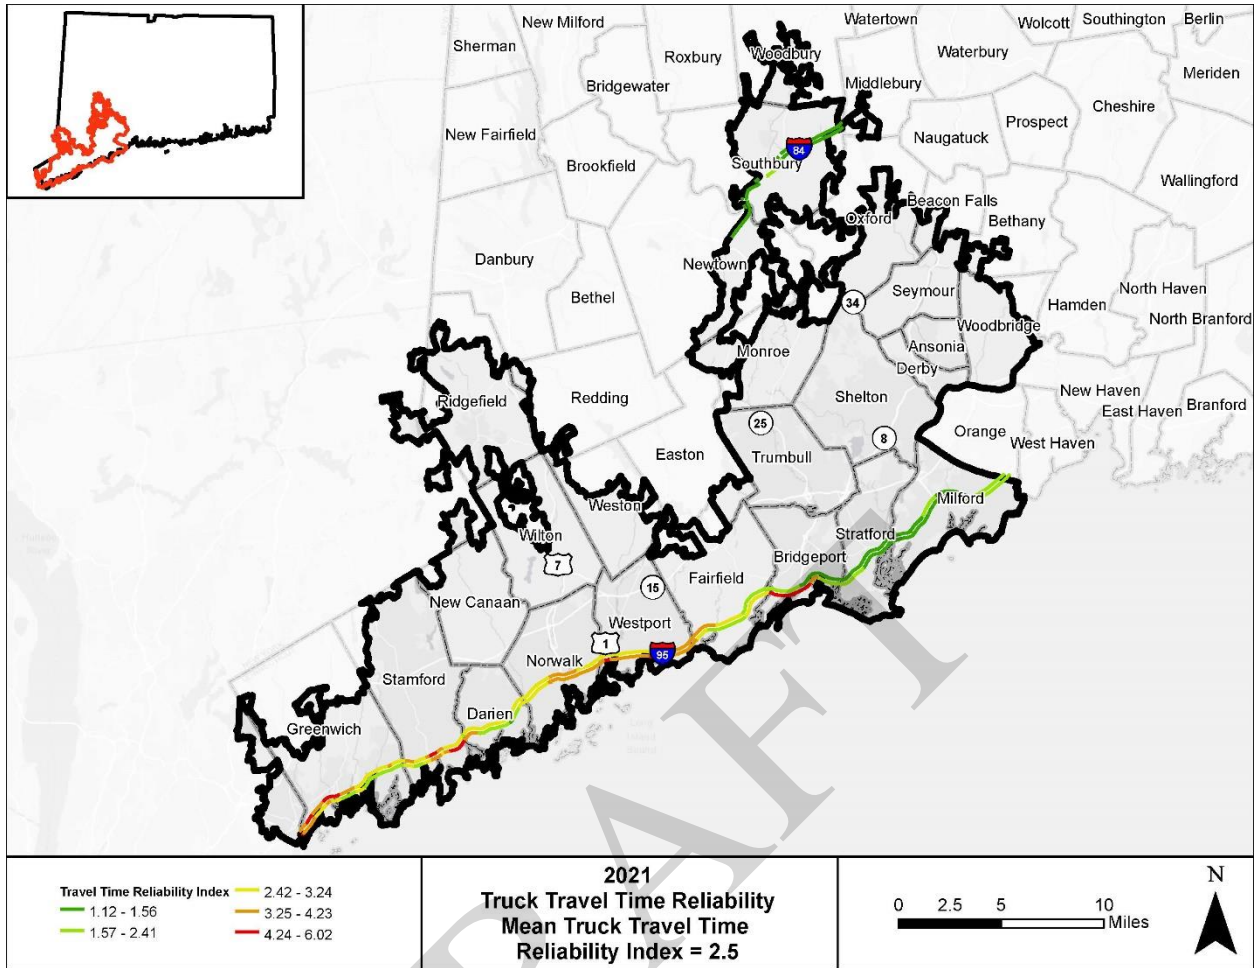 New Milford
Watertown
Wolcott
Southington
Berlin
Sherman
Roxbury
Woodbury
Waterbury
Bridgewater
Middlebury
Meriden
Cheshire
New Fairfield
Naugatuck
Prospect
84
Brookfield
Southbury
Wallingford
Beacon Falls
Oxford
Bethany
Danbury
Newtown
Bethel
Seymour
Hamden
North Haven
34
North Branford
Woodbridge
Ansonia
Monroe
Derby
New Haven
Ridgefield
Redding
Shelton
East Haven
Branford
25
8
Orange
West Haven
Easton
Trumbull
Milford
Weston
Wilton
Stratford
Bridgeport
7
15
Fairfield
New Canaan
Westport
1
95
Norwalk
Stamford
Darien
Greenwich
Long
Island
Sound
DRAFT
Travel Time Reliability Index
1.12 - 1.56
1.57 - 2.41
2.42 - 3.24
3.25 - 4.23
4.24 - 6.02
2021
Truck Travel Time Reliability
Mean Truck Travel Time
Reliability Index = 2.5
0 2.5 5 10
Miles
N